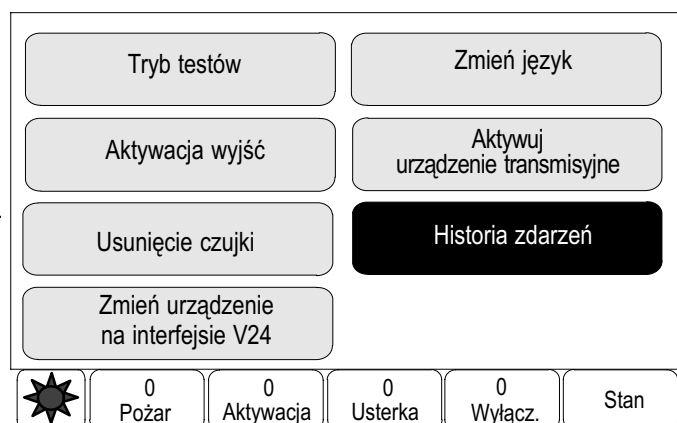 Tryb testów
Zmień język
Aktywacja wyjść
Aktywuj
urządzenie transmisyjne
Usunięcie czujki
Historia zdarzeń
Zmień urządzenie
na interfejsie V24
0
Pożar
0
Aktywacja
0
Usterka
0
Wyłącz.
Stan